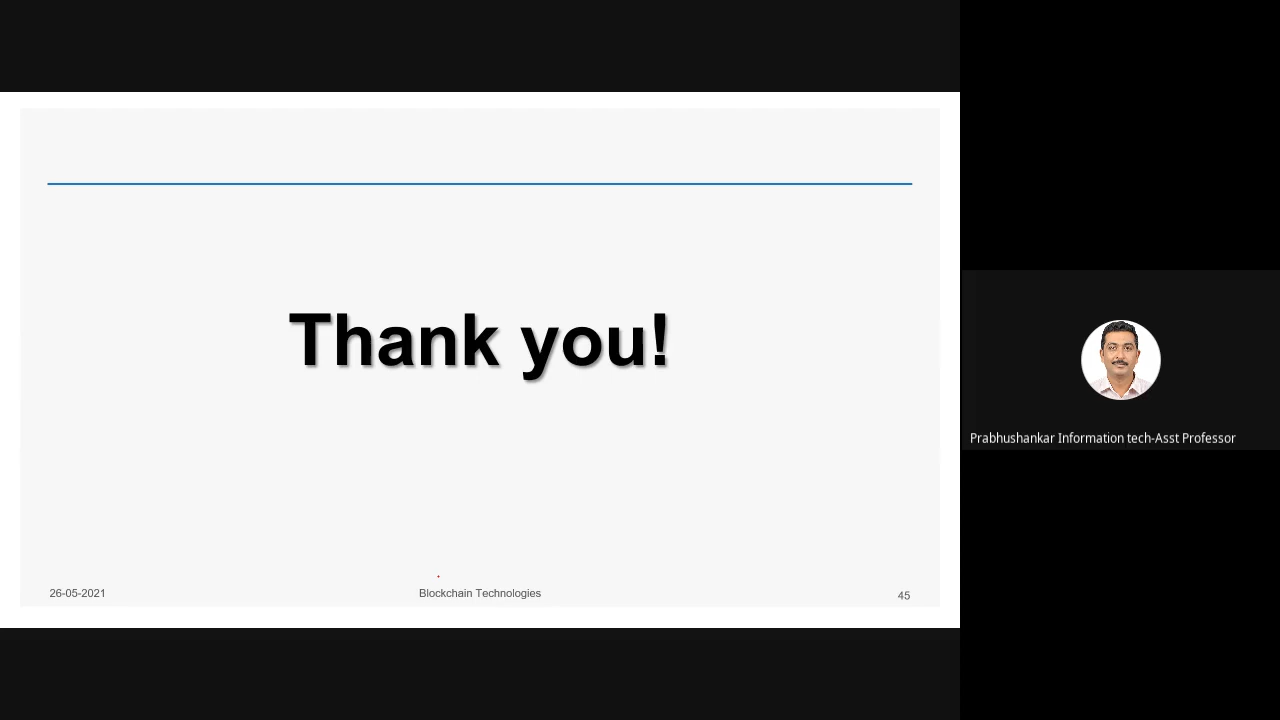 Thank you!
26-05-2021
Blockchain Technologies
45
Prabhushankar Information tech-Asst Professor